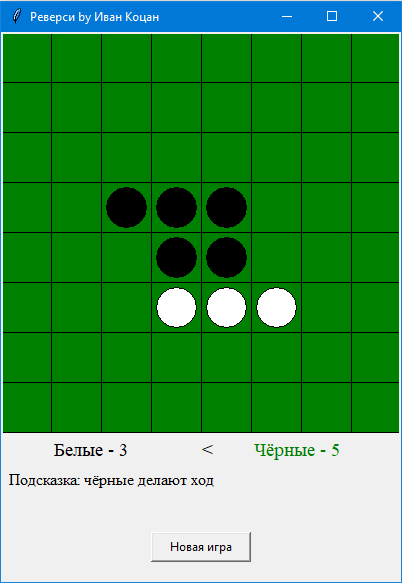 Реверси by Иван Коцан
Белые - 3 < Чёрные - 5
Подсказка: чёрные делают ход
Новая игра